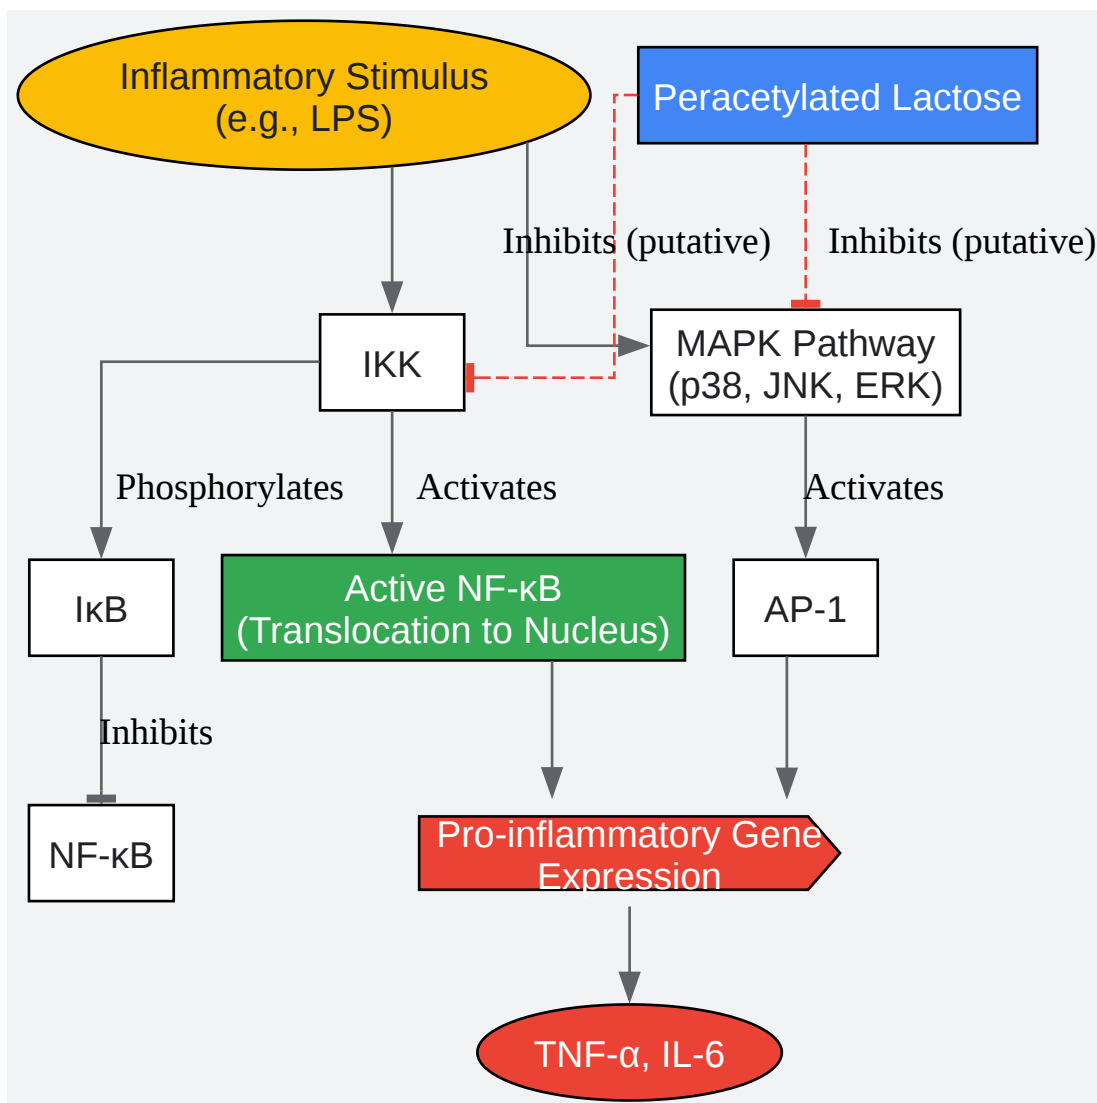 Inflammatory Stimulus
(e.g., LPS)
Peracetylated Lactose
Inhibits (putative)
Inhibits (putative)
IKK
MAPK Pathway
(p38, JNK, ERK)
Phosphorylates
Activates
Activates
IκB
Active NF-κB
(Translocation to Nucleus)
AP-1
Inhibits
NF-κB
Pro-inflammatory Gene
Expression
TNF-α, IL-6